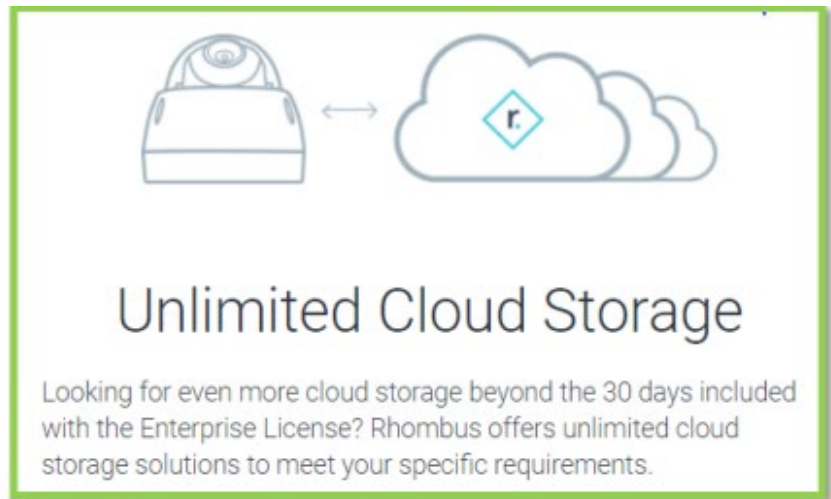 r.
Unlimited Cloud Storage
Looking for even more cloud storage beyond the 30 days included
with the Enterprise License? Rhombus offers unlimited cloud
storage solutions to meet your specific requirements.